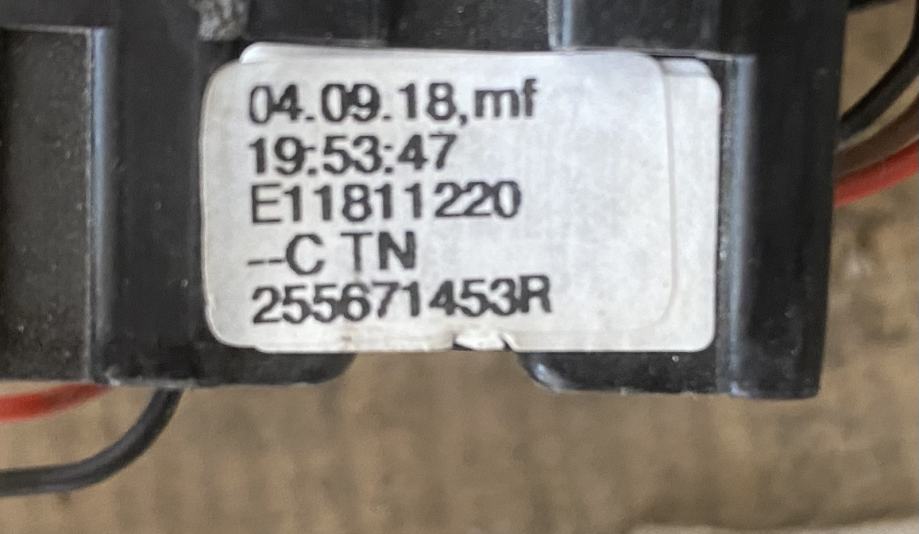 04.09.18,mf
19:53:47
E11811220
--C TN
255671453R